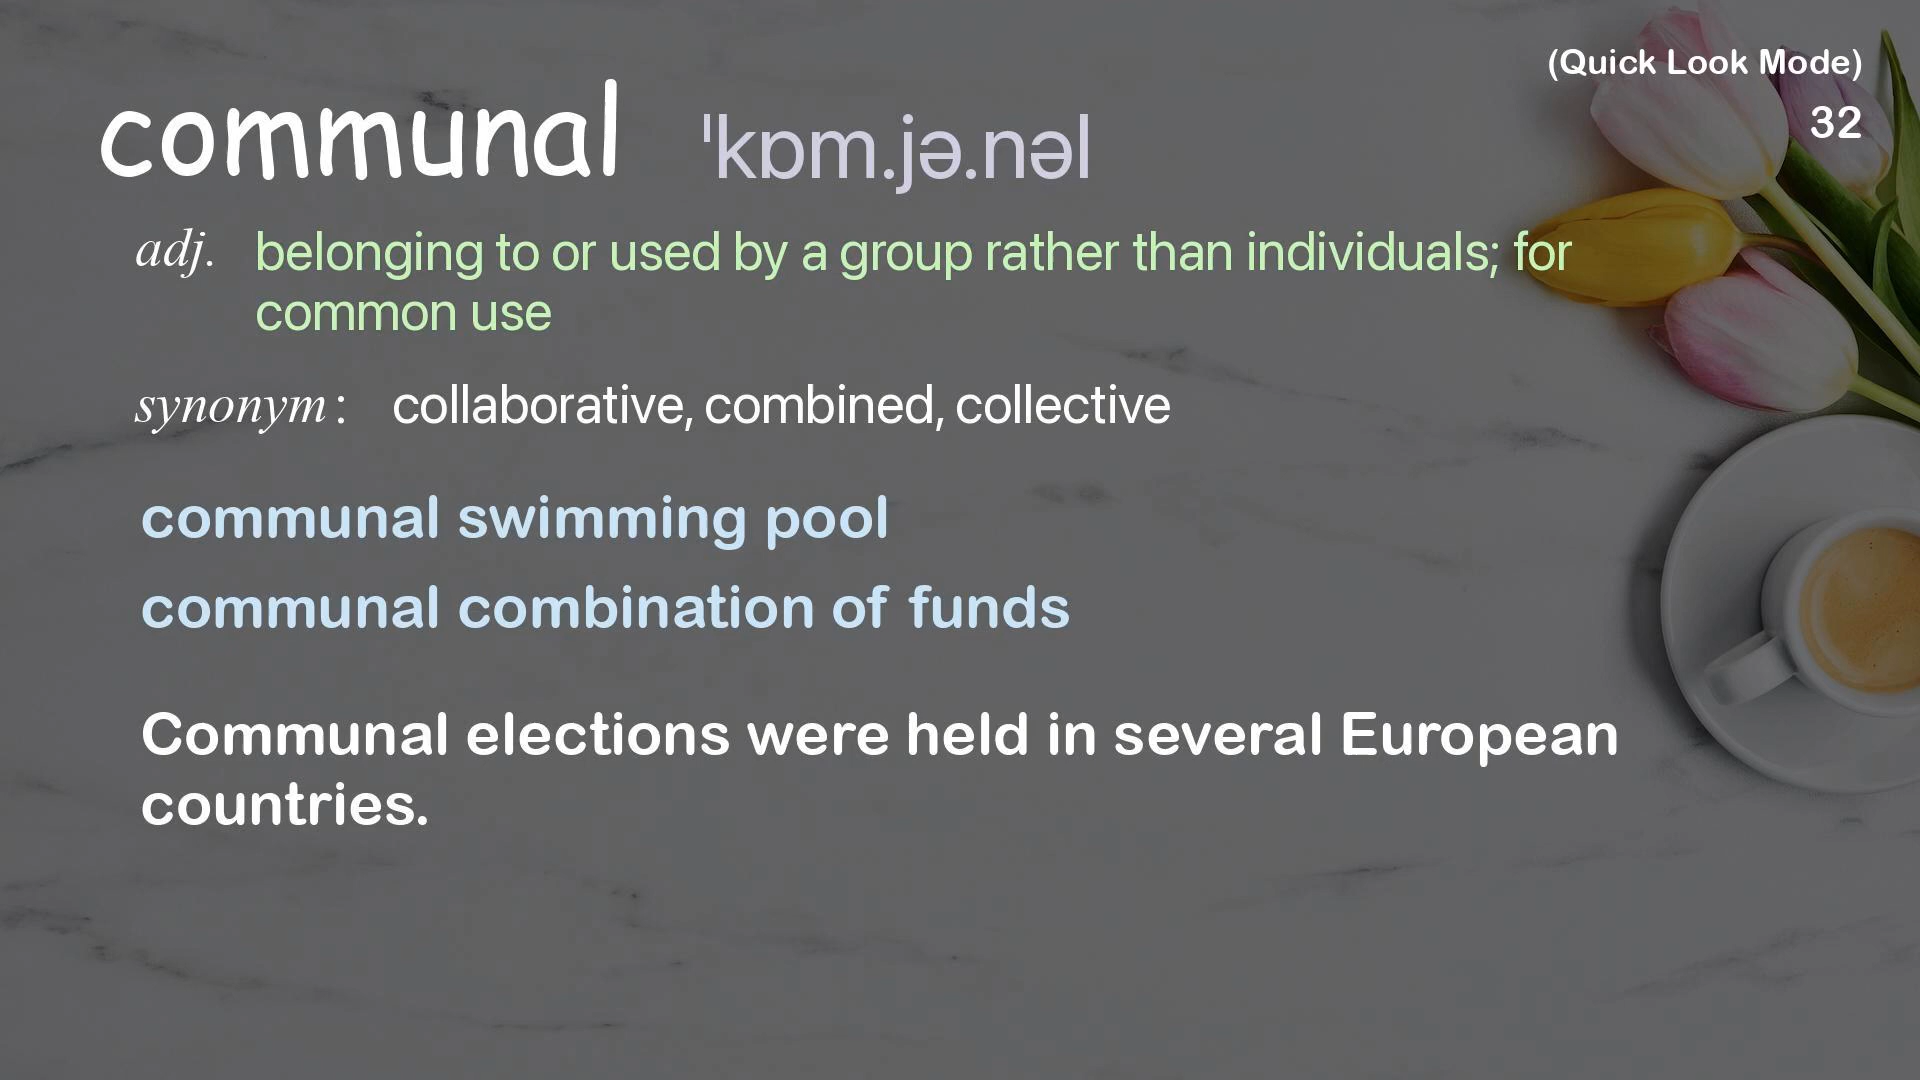 (Quick Look Mode)
32
communal ˈkɒm.jə.nəl
adj. belonging to or used by a group rather than individuals; for
common use
synonym: collaborative, combined, collective
communal swimming pool
communal combination of funds
Communal elections were held in several European
countries.